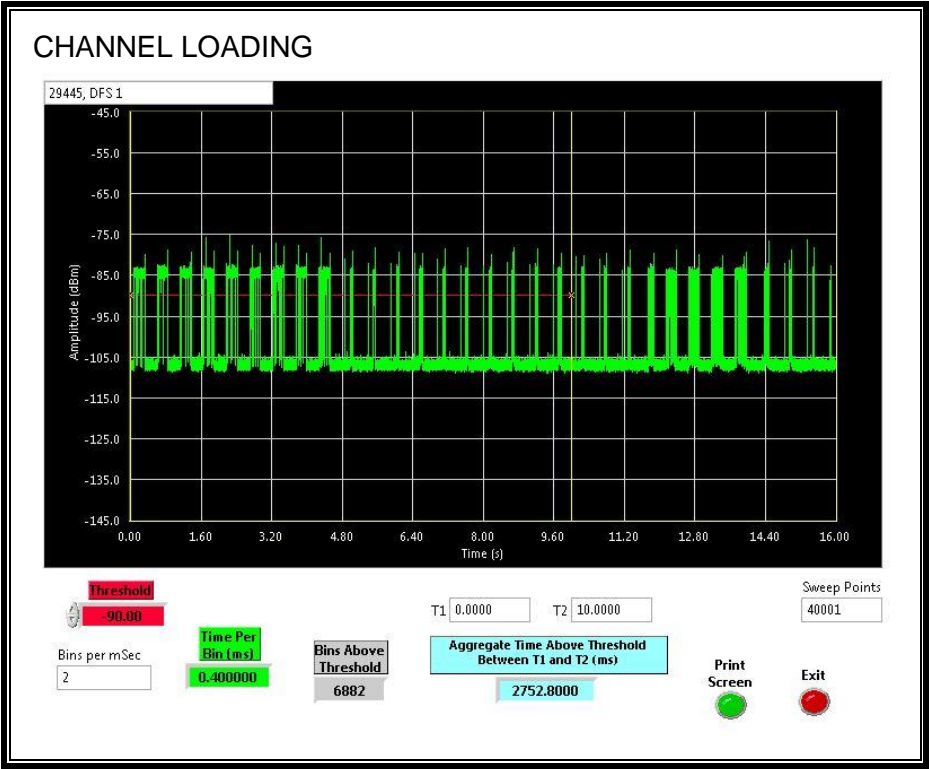 CHANNEL LOADING
29445, DFS 1
-45.0
-55.0
-65.0
-75.0
-85.0
-95.0
-105.0
-115.0
-125.0
-135.0
-145.0
Amplitude (dBm)
0.00 1.60 3.20 4.80 6.40 8.00 9.60 11.20 12.80 14.40 16.00
Time (s)
Threshold
-90.00
Bins per mSec
2
Time Per
Bin (ms)
0.400000
Bins Above
Threshold
6882
T1 0.0000 T2 10.0000
Aggregate Time Above Threshold
Between T1 and T2 (ms)
2752.8000
Sweep Points
40001
Print
Screen
Exit